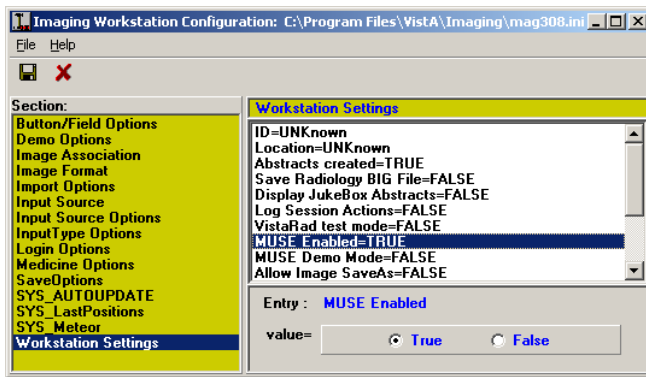 Imaging Workstation Configuration: C:\Program Files\VistA\Imaging\mag308.ini
File Help
Section:
Button/Field Options
Demo Options
Image Association
Image Format
Import Options
Input Source
Input Source Options
InputType Options
Login Options
Medicine Options
SaveOptions
SYS_AUTOUPDATE
SYS_LastPositions
SYS_Meteor
Workstation Settings
Workstation Settings
ID=UNKnown
Location=UNKnown
Abstracts created=TRUE
Save Radiology BIG File=FALSE
Display JukeBox Abstracts=FALSE
Log Session Actions=FALSE
VistaRad test mode=FALSE
MUSE Enabled=TRUE
MUSE Demo Mode=FALSE
Allow Image SaveAs=FALSE
Entry : MUSE Enabled
value= True False